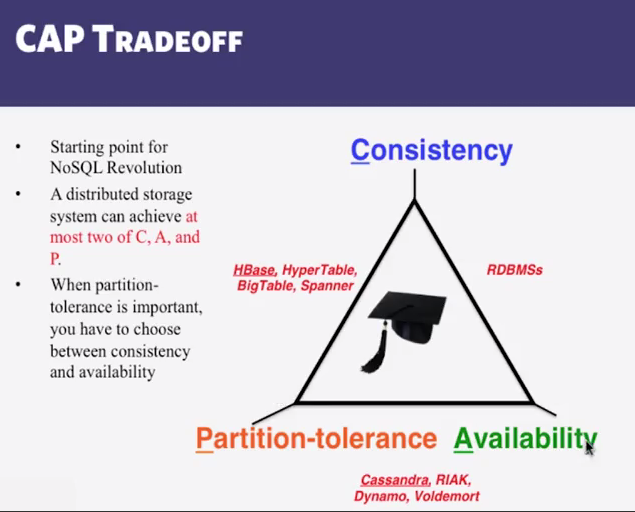 CAP TRADEOFF
• Starting point for
NoSQL Revolution
• A distributed storage
system can achieve at
most two of C, A, and
P.
• When partition-
tolerance is important,
you have to choose
between consistency
and availability
Consistency
HBase, HyperTable,
BigTable, Spanner
RDBMSs
Partition-tolerance
Availability
Cassandra, RIAK,
Dynamo, Voldemort